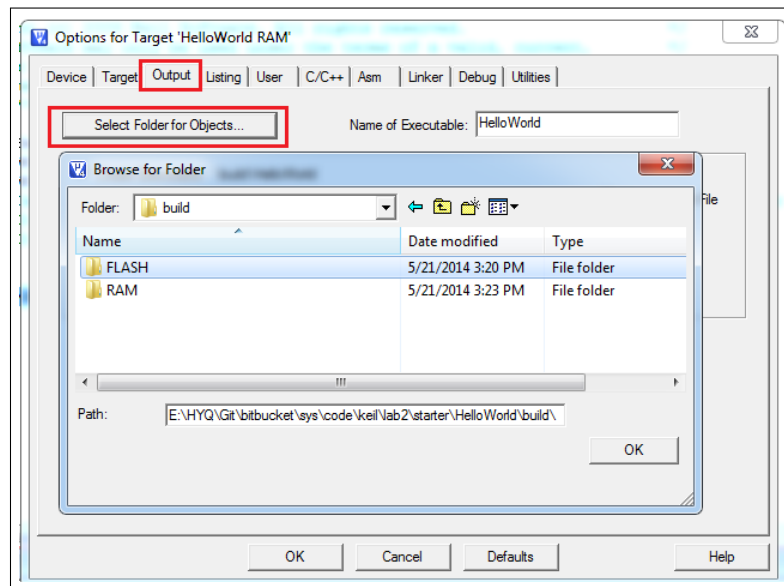 Options for Target 'HelloWorld RAM'
Device Target Output Listing User C/C++ Asm Linker Debug Utilities
Select Folder for Objects... Name of Executable: HelloWorld
Browse for Folder
File
Folder: build
Name Date modified Type
FLASH 5/21/2014 3:20 PM File folder
RAM 5/21/2014 3:23 PM File folder
Path: E:\HYQ\Git\bitbucket\sys\code\keil\lab2\starter\HelloWorld\build\
OK
OK Cancel Defaults Help